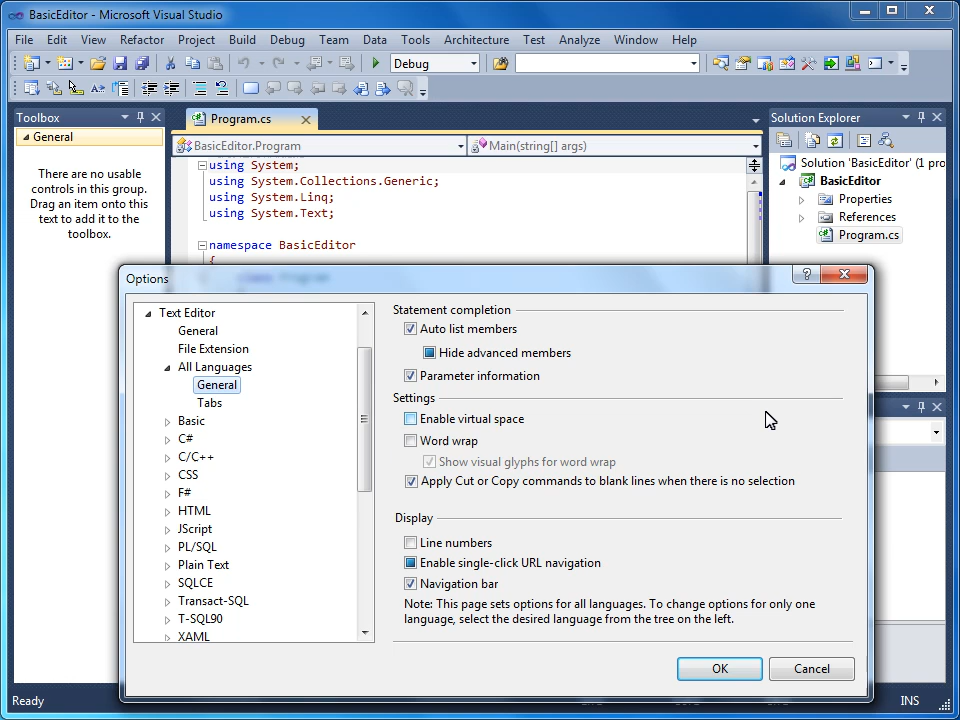 BasicEditor - Microsoft Visual Studio
File Edit View Refactor Project Build Debug Team Data Tools Architecture Test Analyze Window Help
Debug
Toolbox
General
There are no usable
controls in this group.
Drag an item onto this
text to add it to the
toolbox.
Program.cs
BasicEditor.Program
Main(string[] args)
using System;
using System.Collections.Generic;
using System.Linq;
using System.Text;
namespace BasicEditor
{
class Program
Solution Explorer
Solution 'BasicEditor' (1 pro
BasicEditor
Properties
References
Program.cs
Options
Text Editor
General
File Extension
All Languages
General
Tabs
Basic
C#
C/C++
CSS
F#
HTML
JScript
PL/SQL
Plain Text
SQLCE
Transact-SQL
T-SQL90
XAML
Statement completion
Auto list members
Hide advanced members
Parameter information
Settings
Enable virtual space
Word wrap
Show visual glyphs for word wrap
Apply Cut or Copy commands to blank lines when there is no selection
Display
Line numbers
Enable single-click URL navigation
Navigation bar
Note: This page sets options for all languages. To change options for only one
language, select the desired language from the tree on the left.
OK Cancel
Ready
INS